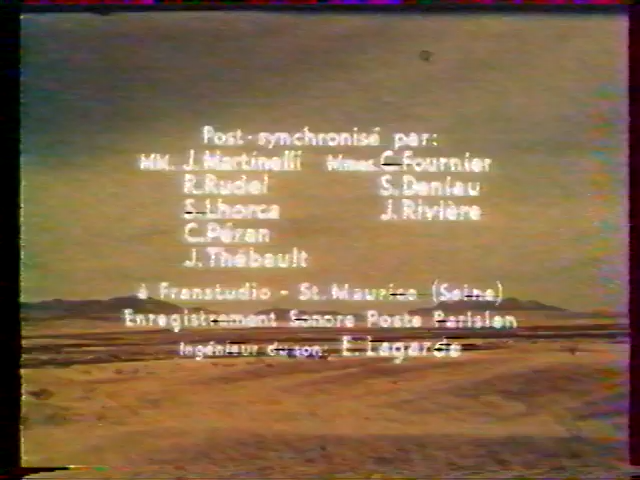 Post-synchronisé par:
MM. J. Martinelli Mmes. C. Fournier
R. Rudel S. Deniau
S. Lhorca J. Rivière
C. Péran
J. Thébault
à Franstudio - St. Maurice (Seine)
Enregistrement Sonore Poste Parisien
Ingénieur du son: E. Lagarde